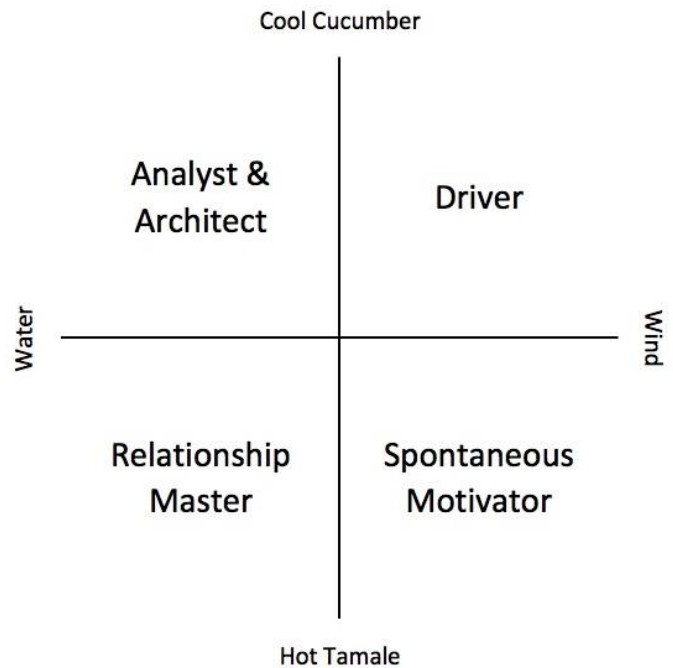 Cool Cucumber
Analyst &
Architect
Driver
Water
Wind
Relationship
Master
Spontaneous
Motivator
Hot Tamale